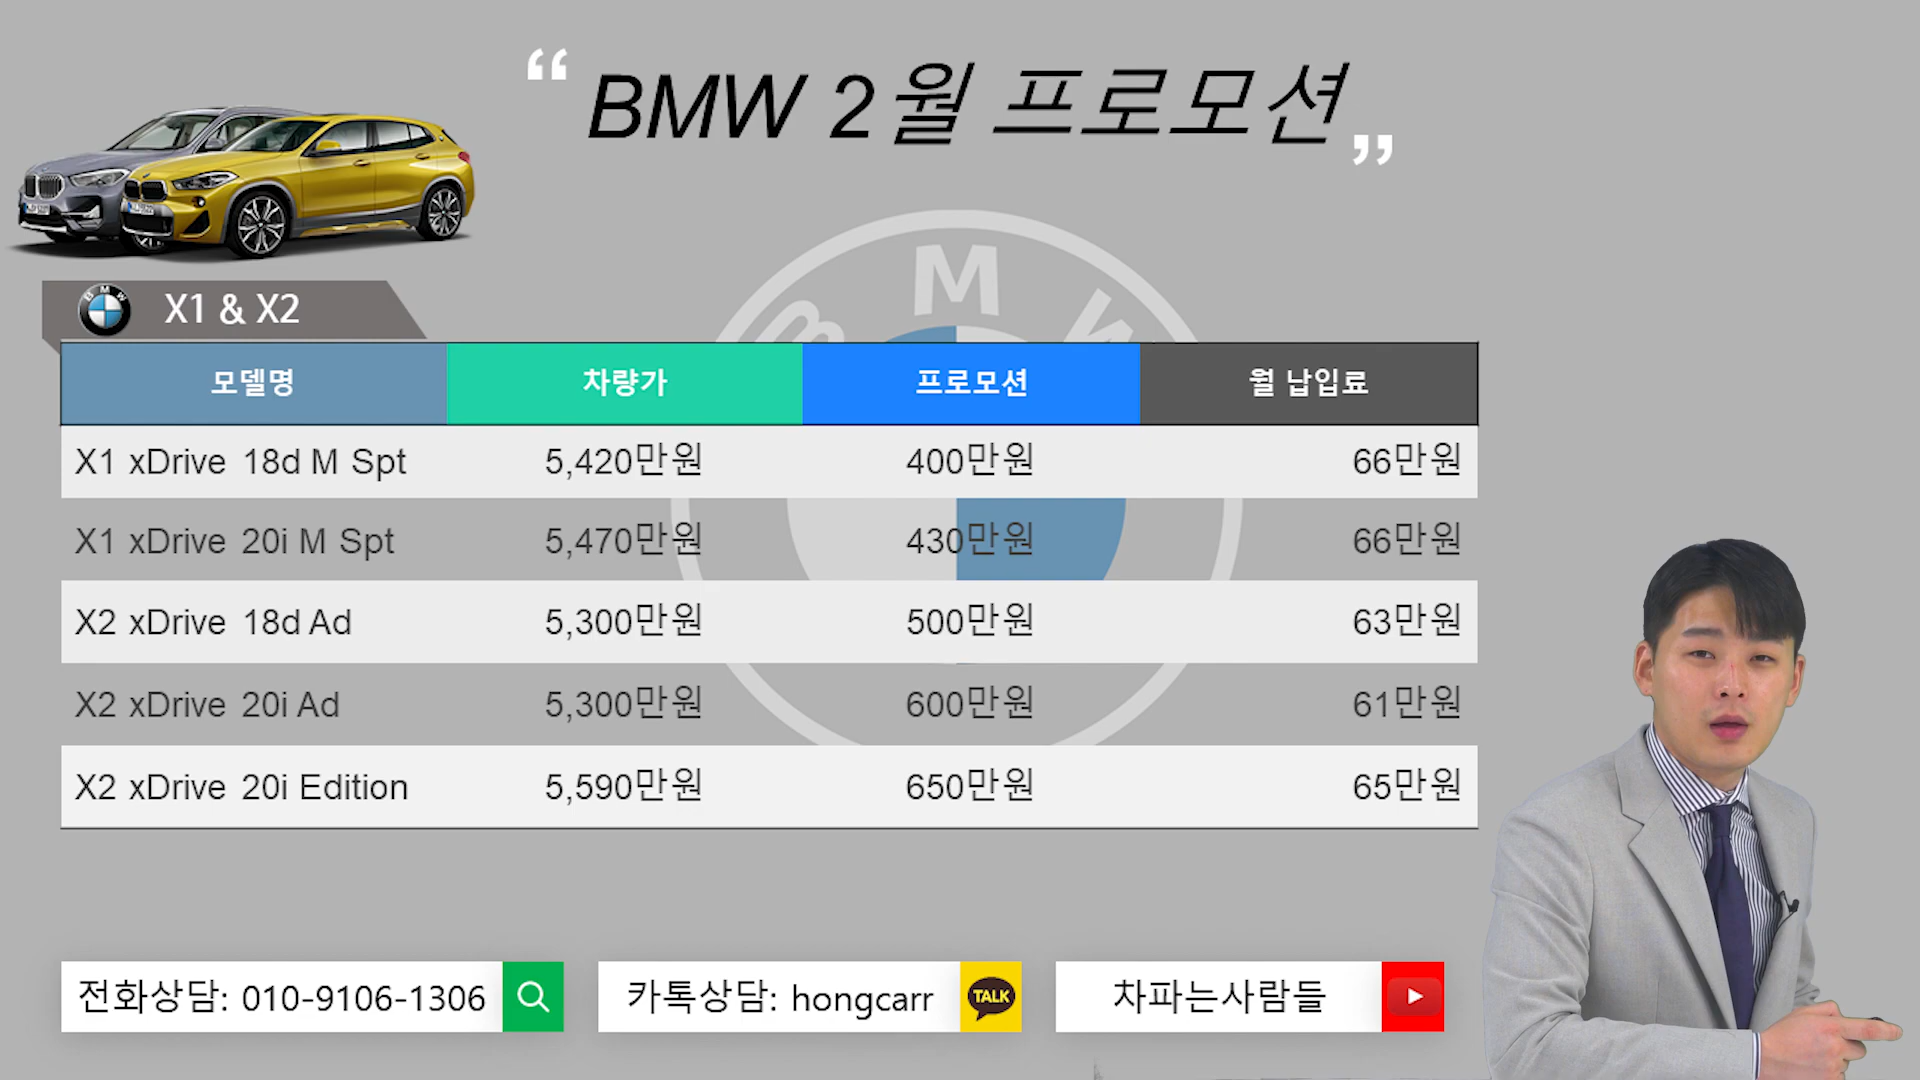 “ BMW 2월 프로모션 ”
BMW X1 & X2
B M W
모델명 차량가 프로모션 월 납입료
X1 xDrive 18d M Spt 5,420만원 400만원 66만원
X1 xDrive 20i M Spt 5,470만원 430만원 66만원
X2 xDrive 18d Ad 5,300만원 500만원 63만원
X2 xDrive 20i Ad 5,300만원 600만원 61만원
X2 xDrive 20i Edition 5,590만원 650만원 65만원
전화상담: 010-9106-1306
카톡상담: hongcarr TALK
차파는사람들